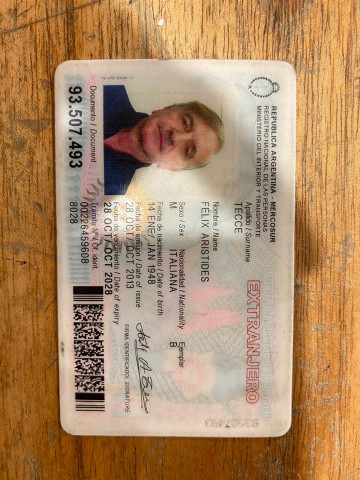 REPUBLICA ARGENTINA - MERCOSUR
REGISTRO NACIONAL DE LAS PERSONAS
MINISTERIO DEL INTERIOR Y TRANSPORTE
Apellido / Surname
TECCE
Nombre / Name
FELIX ARISTIDES
Sexo / Sex
Nacionalidad / Nationality
Ejemplar
M
ITALIANA
B
Fecha de nacimiento / Date of birth
14 ENE/ JAN 1948
Fecha de emisión / Date of issue
28 OCT/ OCT 2013
Fecha de vencimiento / Date of expiry
28 OCT/ OCT 2028
FIRMA IDENTIFICADO/ SIGNATURE
Trámite Nº / Of. ident.
00226459608
8028
Documento / Document
93.507.493
EXTRANJERO
93507493